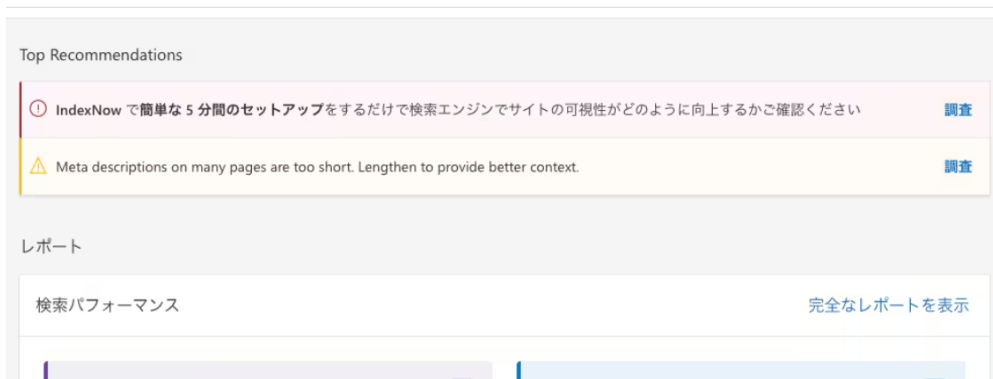 Top Recommendations
IndexNow で簡単な 5 分間のセットアップをするだけで検索エンジンでサイトの可視性がどのように向上するかご確認ください
調査
Meta descriptions on many pages are too short. Lengthen to provide better context.
調査
レポート
検索パフォーマンス
完全なレポートを表示